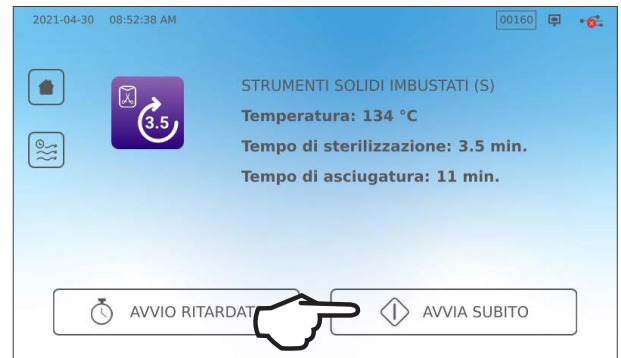 2021-04-30 08:52:38 AM 00160
STRUMENTI SOLIDI IMBUSTATI (S)
3.5
Temperatura: 134 °C
Tempo di sterilizzazione: 3.5 min.
Tempo di asciugatura: 11 min.
AVVIO RITARDAT AVVIA SUBITO